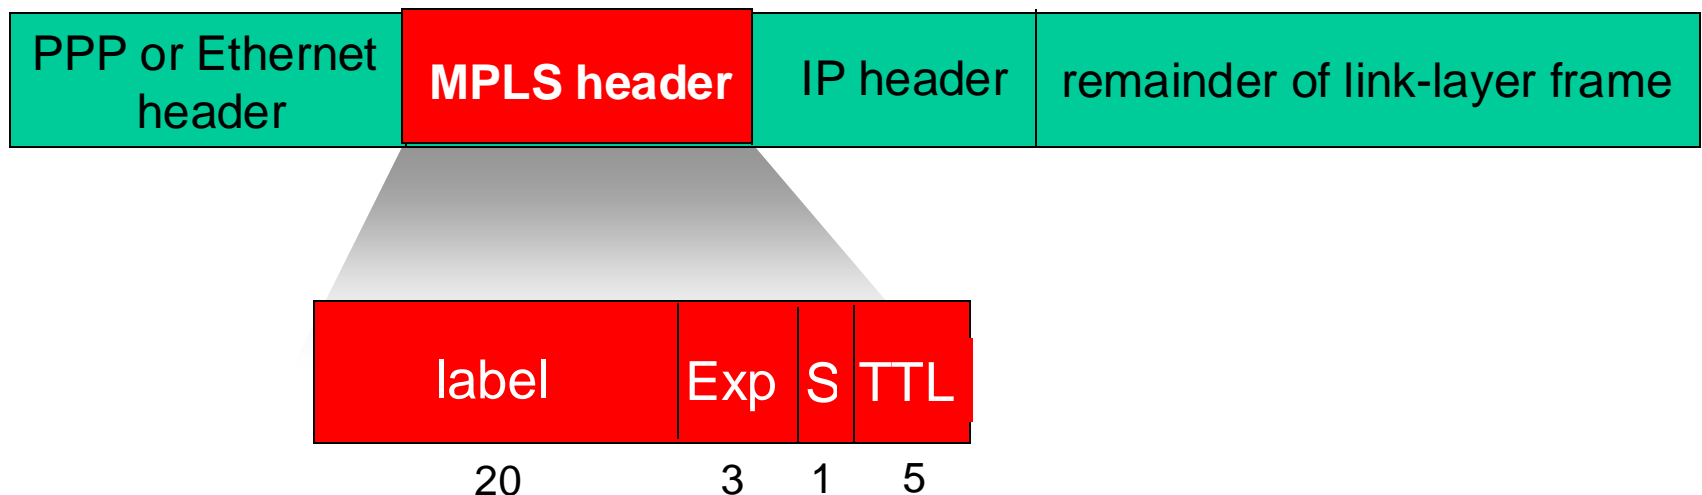 PPP or Ethernet
header
MPLS header
IP header
remainder of link-layer frame
label
Exp
S
TTL
20
3
1
5